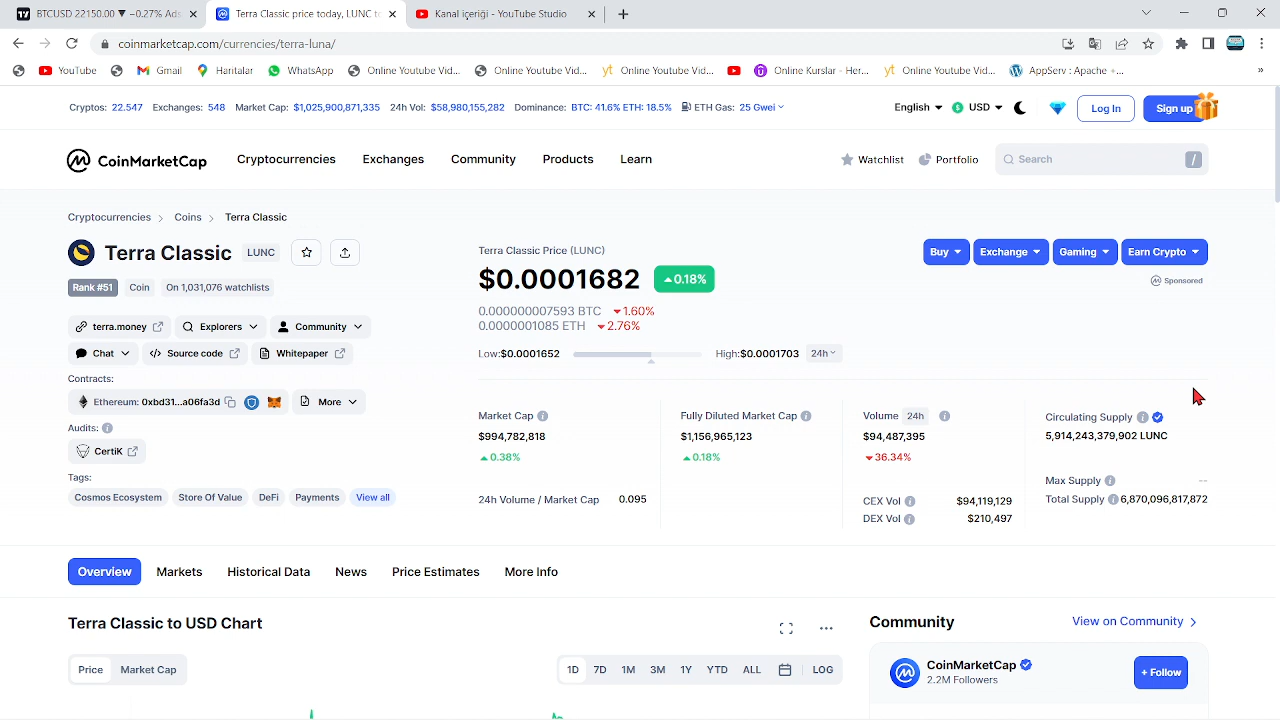 BTCUSD 22150.00 ▼ −0.27% Ads
Terra Classic price today, LUNC to
Kanal içeriği - YouTube Studio
coinmarketcap.com/currencies/terra-luna/
YouTube Gmail Haritalar WhatsApp Online Youtube Vid... Online Youtube Vid... Online Youtube Vid... Online Kurslar - Her... Online Youtube Vid... AppServ : Apache +... »
Cryptos: 22.547 Exchanges: 548 Market Cap: $1,025,900,871,335 24h Vol: $58,980,155,282 Dominance: BTC: 41.6% ETH: 18.5% ETH Gas: 25 Gwei English USD Log In Sign up
CoinMarketCap Cryptocurrencies Exchanges Community Products Learn Watchlist Portfolio Search /
Cryptocurrencies > Coins > Terra Classic
Terra Classic LUNC
Rank #51 Coin On 1,031,076 watchlists
terra.money Explorers Community
Chat Source code Whitepaper
Contracts:
Ethereum: 0xbd31...a06fa3d More
Audits:
CertiK
Tags:
Cosmos Ecosystem Store Of Value DeFi Payments View all
Terra Classic Price (LUNC)
$0.0001682 0.18%
0.000000007593 BTC 1.60%
0.0000001085 ETH 2.76%
Low:$0.0001652 High:$0.0001703 24h
Buy Exchange Gaming Earn Crypto
Sponsored
Market Cap
$994,782,818
0.38%
24h Volume / Market Cap 0.095
Fully Diluted Market Cap
$1,156,965,123
0.18%
Volume 24h
$94,487,395
36.34%
CEX Vol $94,119,129
DEX Vol $210,497
Circulating Supply
5,914,243,379,902 LUNC
Max Supply --
Total Supply 6,870,096,817,872
Overview Markets Historical Data News Price Estimates More Info
Terra Classic to USD Chart
Price Market Cap 1D 7D 1M 3M 1Y YTD ALL LOG
Community View on Community
CoinMarketCap + Follow
2.2M Followers